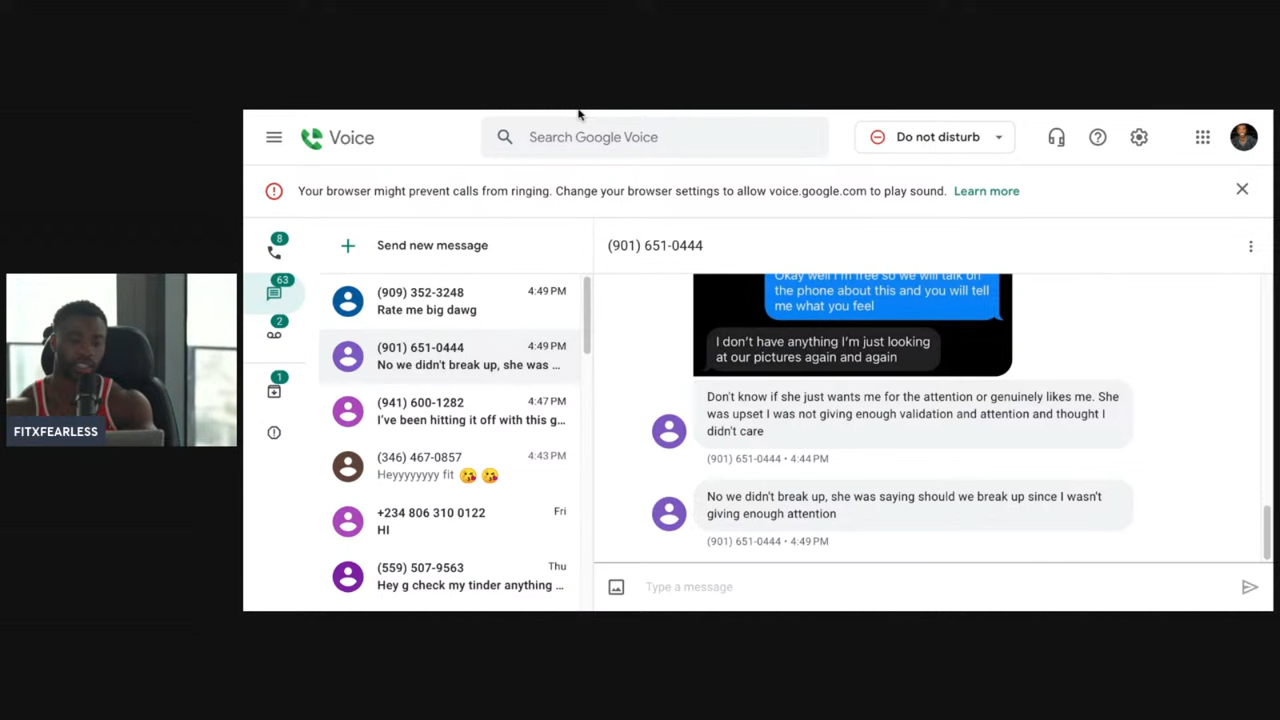 Voice
Search Google Voice
Do not disturb
Your browser might prevent calls from ringing. Change your browser settings to allow voice.google.com to play sound. Learn more
8
63
2
1
Send new message
(909) 352-3248
4:49 PM
Rate me big dawg
(901) 651-0444
4:49 PM
No we didn't break up, she was ...
(941) 600-1282
4:47 PM
I've been hitting it off with this g...
(346) 467-0857
4:43 PM
Heyyyyyyy fit 😘 😘
+234 806 310 0122
Fri
HI
(559) 507-9563
Thu
Hey g check my tinder anything ...
(901) 651-0444
Okay well I'm free so we will talk on
the phone about this and you will tell
me what you feel
I don't have anything I'm just looking
at our pictures again and again
Don't know if she just wants me for the attention or genuinely likes me. She
was upset I was not giving enough validation and attention and thought I
didn't care
(901) 651-0444 • 4:44 PM
No we didn't break up, she was saying should we break up since I wasn't
giving enough attention
(901) 651-0444 • 4:49 PM
Type a message
FITXFEARLESS